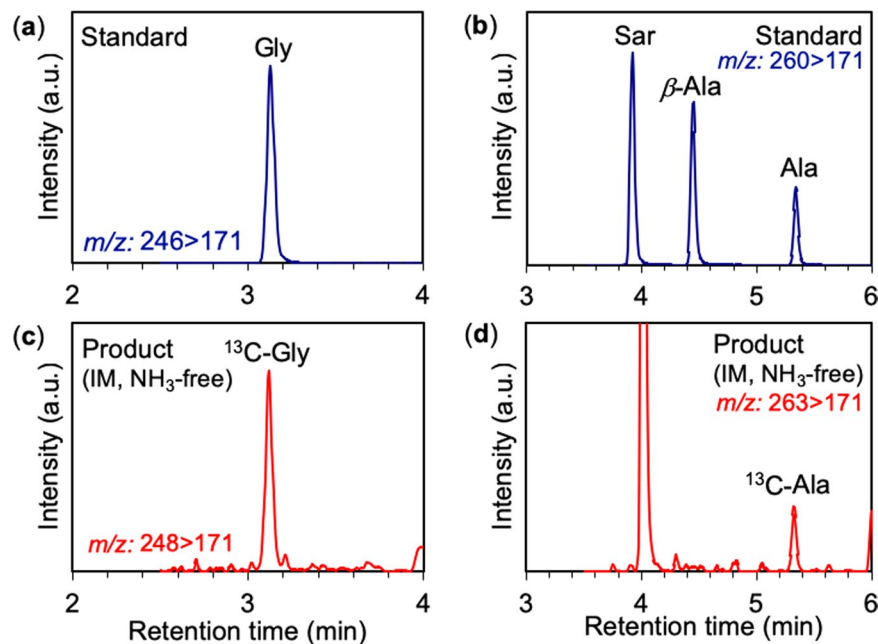 (a)
Standard
Gly
m/z: 246>171
Intensity (a.u.)
2 3 4
(b)
Sar
Standard
m/z: 260>171
β-Ala
Ala
Intensity (a.u.)
3 4 5 6
(c)
Product
¹³C-Gly
(IM, NH₃-free)
m/z: 248>171
Intensity (a.u.)
2 3 4
Retention time (min)
(d)
Product
(IM, NH₃-free)
m/z: 263>171
¹³C-Ala
Intensity (a.u.)
3 4 5 6
Retention time (min)